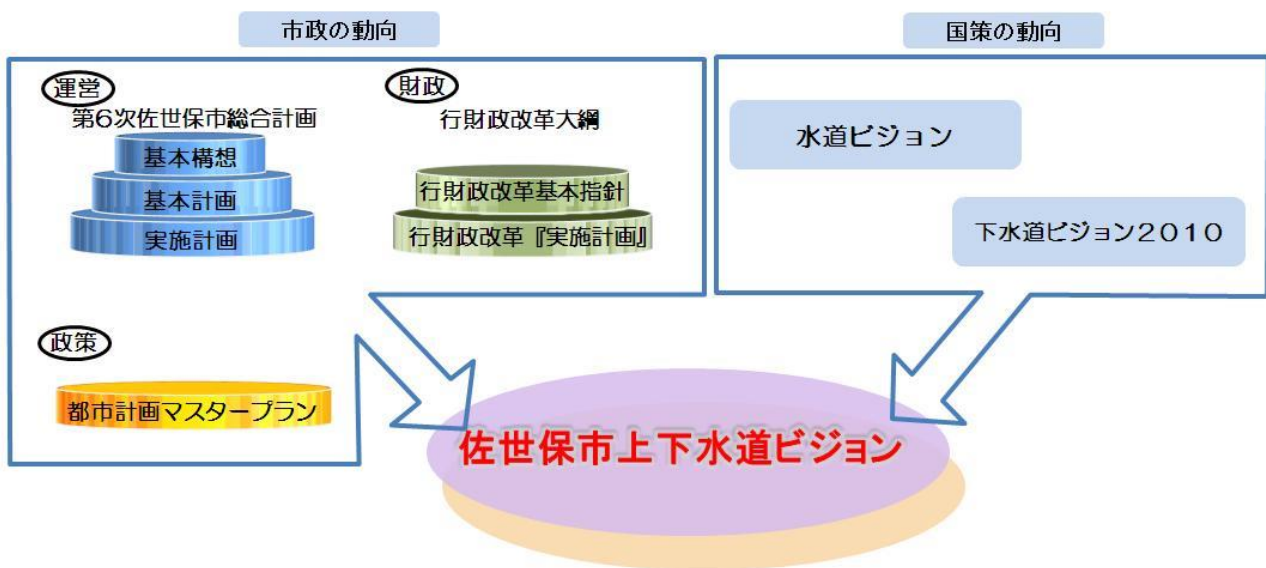 市政の動向
国策の動向
運営
第6次佐世保市総合計画
基本構想
基本計画
実施計画
財政
行財政改革大綱
行財政改革基本指針
行財政改革『実施計画』
政策
都市計画マスタープラン
水道ビジョン
下水道ビジョン2010
佐世保市上下水道ビジョン